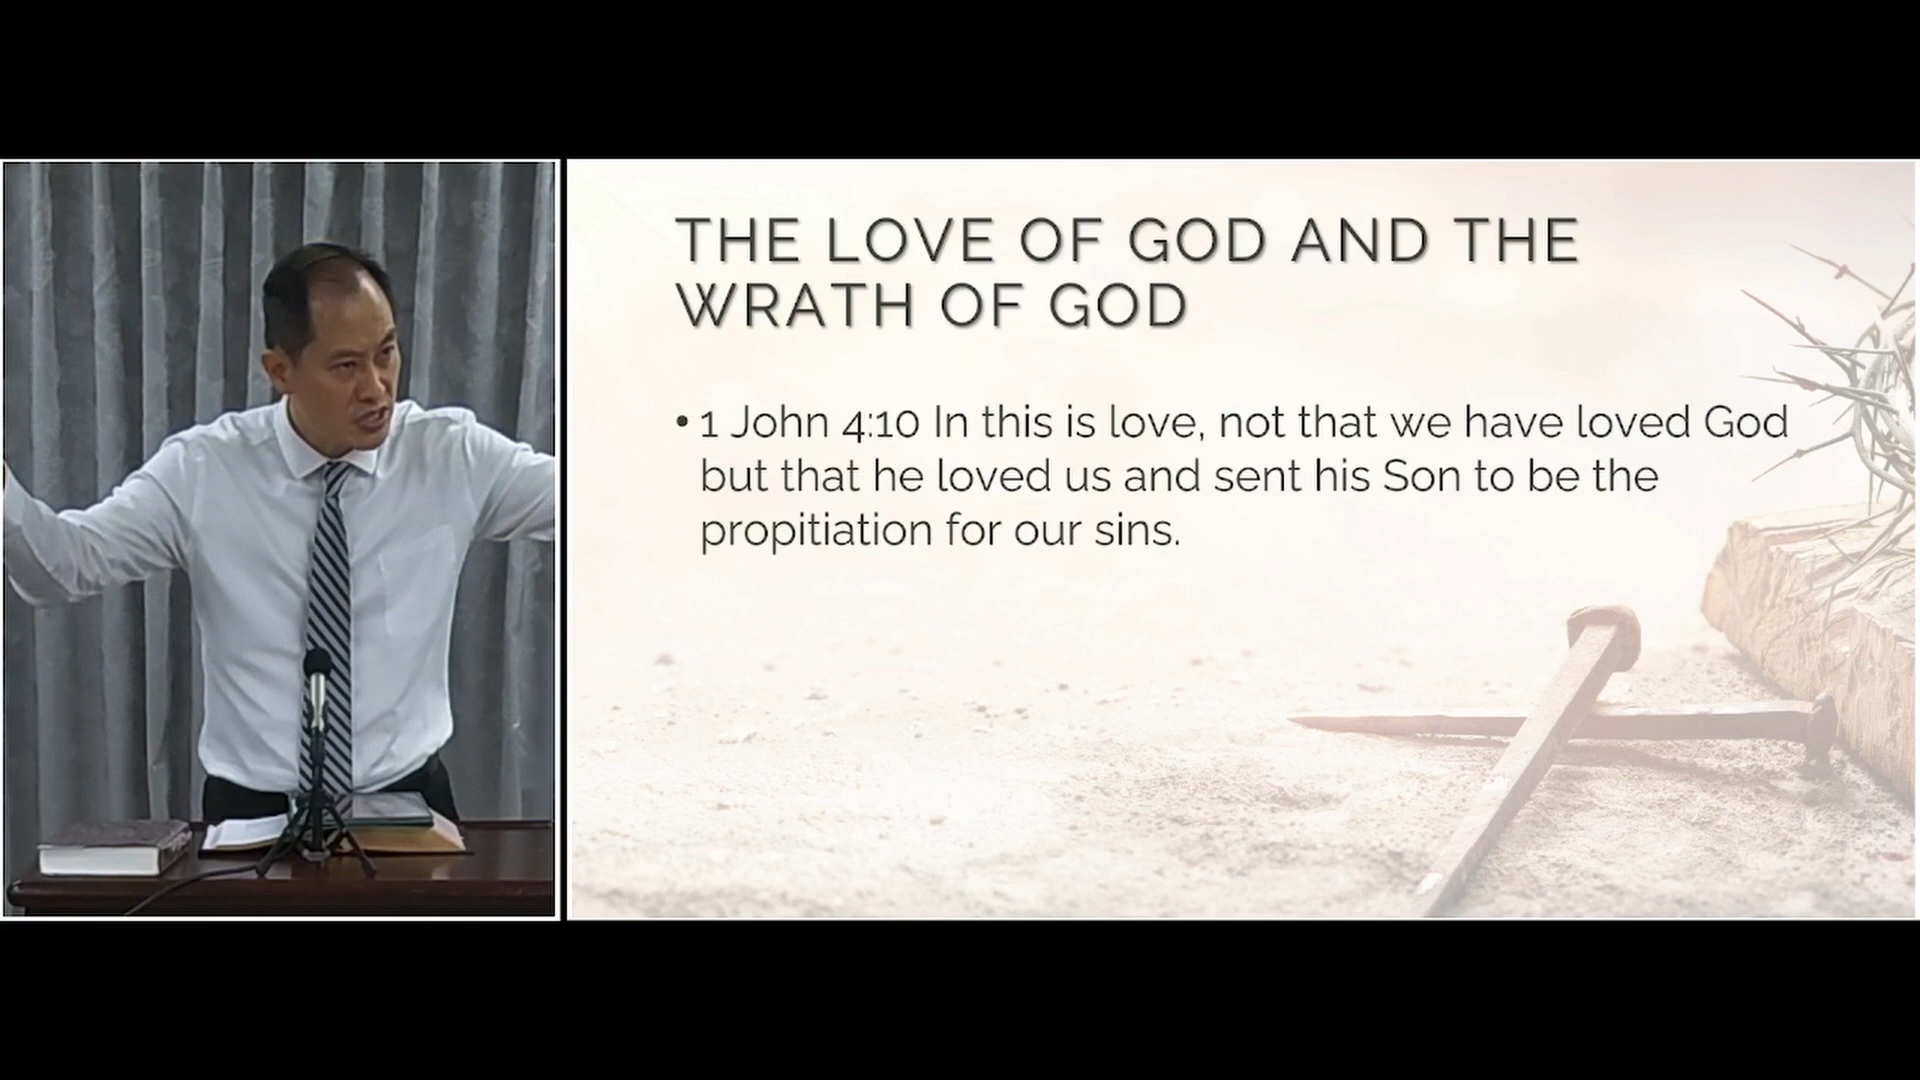 THE LOVE OF GOD AND THE
WRATH OF GOD
• 1 John 4:10 In this is love, not that we have loved God
but that he loved us and sent his Son to be the
propitiation for our sins.